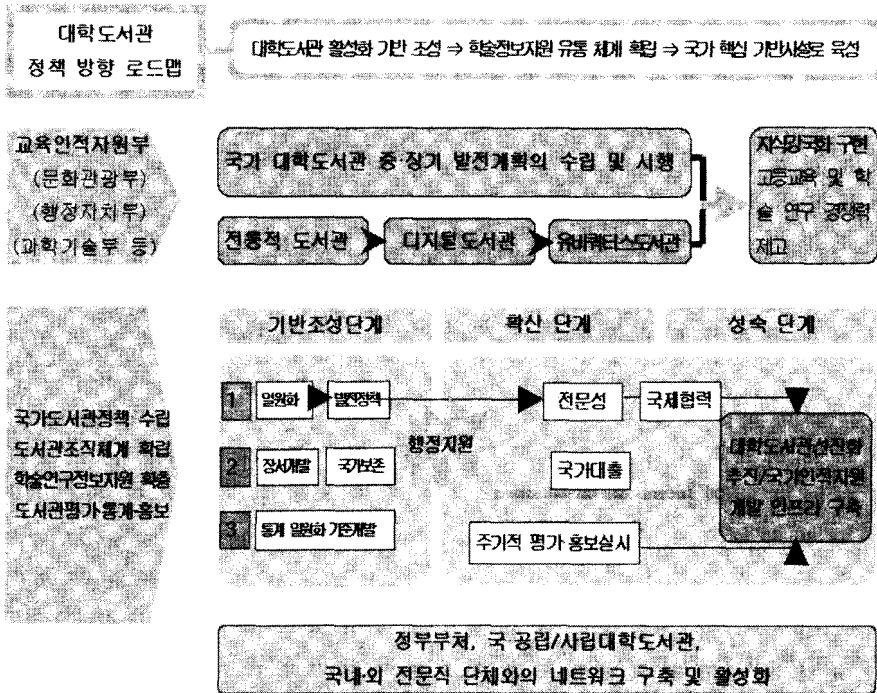 대학도서관
정책 방향 로드맵
대학도서관 활성화 기반 조성 ⇒ 학술정보자원 유통 체계 확립 ⇒ 국가 핵심 기반시설로 육성
교육인적자원부
(문화관광부)
(행정자치부)
(과학기술부 등)
국가 대학도서관 중·장기 발전계획의 수립 및 시행
전통적 도서관
디지털도서관
유비쿼터스도서관
지식강국화 구현
고등교육 및 학
술 연구 경쟁력
제고
기반조성단계
확산 단계
성숙 단계
국가도서관정책 수립
도서관조직체계 확립
학술연구정보자원 확충
도서관평가·통계·홍보
1 일원화 발전정책
전문성 국제협력
행정지원
2 장서개발 국가보존
국가대출
3 통계 일원화 기준개발
주기적 평가 홍보실시
대학도서관선진화
추진/국가인적자원
개발 인프라 구축
정부부처, 국 공립/사립대학도서관,
국내·외 전문직 단체와의 네트워크 구축 및 활성화